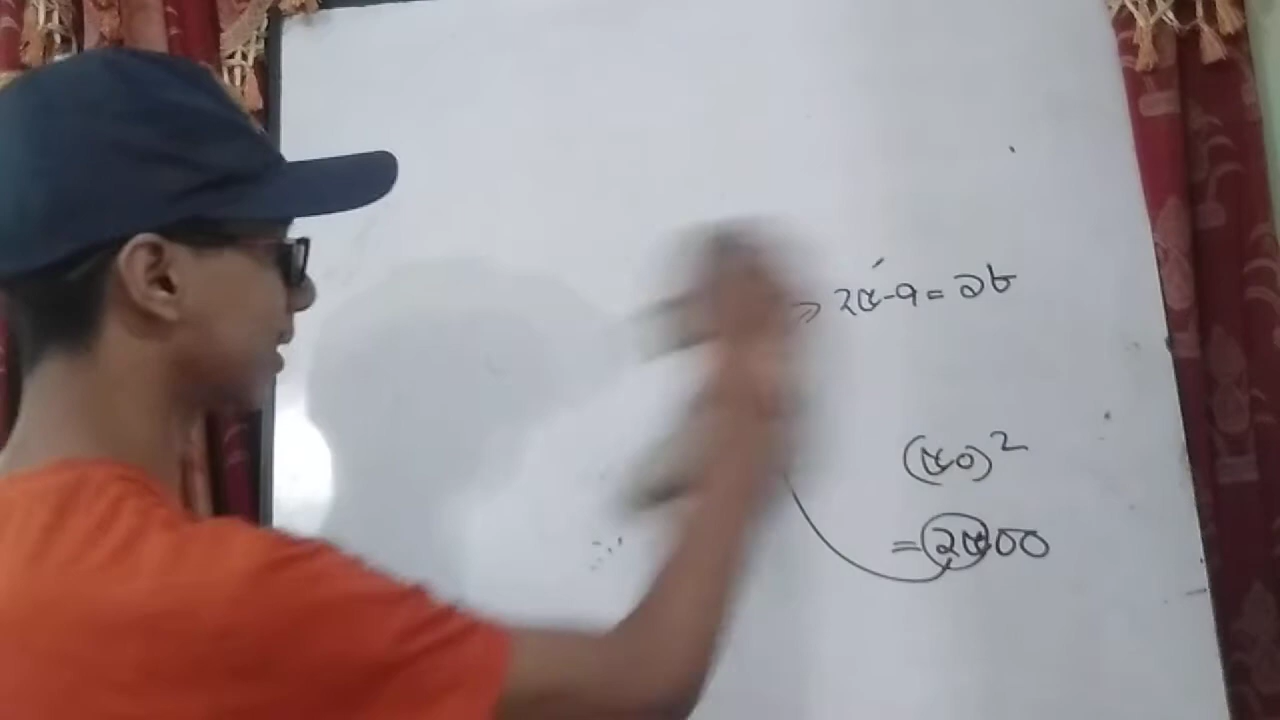 ⇒ ২৫-৭ = ১৮
(৫০)²
= ২৫০০